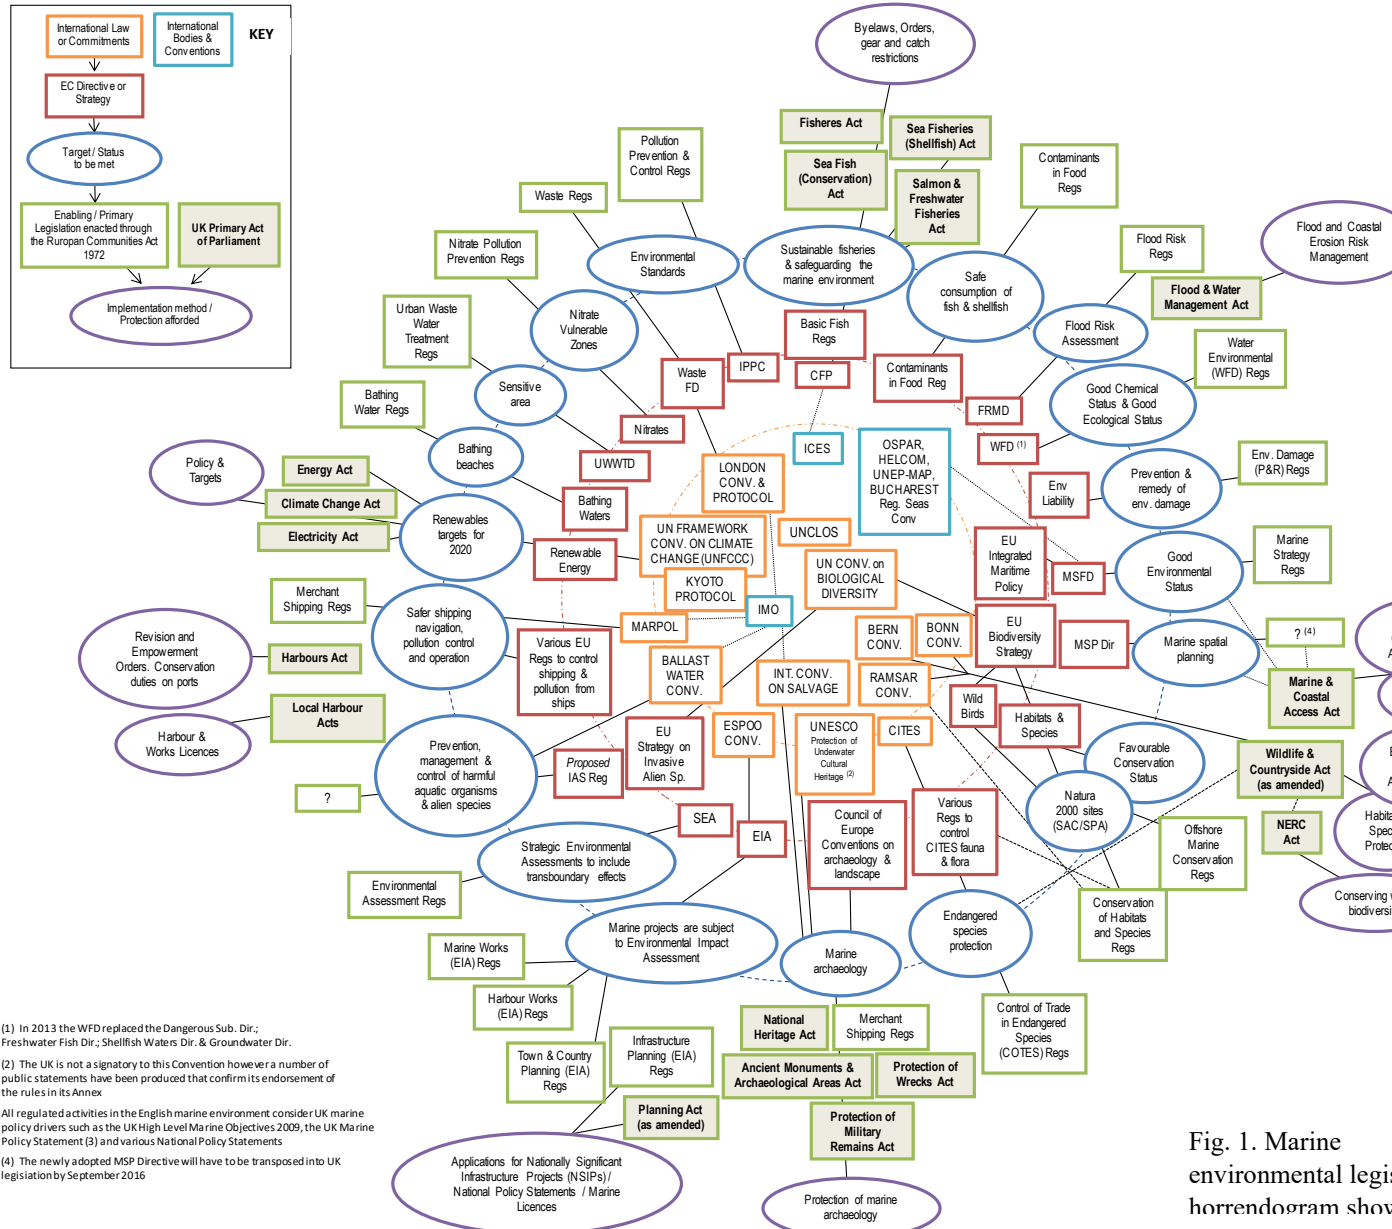 International Law
or Commitments
International
Bodies &
Conventions
KEY
EC Directive or
Strategy
Target / Status
to be met
Enabling / Primary
Legislation enacted through
the Ruropan Communities Act
1972
UK Primary Act
of Parliament
Implementation method /
Protection afforded
Byelaws, Orders,
gear and catch
restrictions
Fisheres Act
Sea Fisheries
(Shellfish) Act
Sea Fish
(Conservation)
Act
Salmon &
Freshwater
Fisheries
Act
Pollution
Prevention &
Control Regs
Contaminants
in Food
Regs
Waste Regs
Nitrate Pollution
Prevention Regs
Environmental
Standards
Sustainable fisheries
& safeguarding the
marine environment
Safe
consumption of
fish & shellfish
Flood Risk
Regs
Flood and Coastal
Erosion Risk
Management
Flood & Water
Management Act
Urban Waste
Water
Treatment
Regs
Nitrate
Vulnerable
Zones
Flood Risk
Assessment
Water
Environmental
(WFD) Regs
Basic Fish
Regs
CFP
IPPC
Waste
FD
Contaminants
in Food Reg
Sensitive
area
Bathing
Water Regs
Good Chemical
Status & Good
Ecological Status
FRMD
Nitrates
UWWTD
ICES
OSPAR,
HELCOM,
UNEP-MAP,
BUCHAREST
Reg. Seas
Conv
WFD (1)
Bathing
beaches
Policy &
Targets
Energy Act
Climate Change Act
Electricity Act
Renewables
targets for
2020
Bathing
Waters
Renewable
Energy
LONDON
CONV. &
PROTOCOL
UN FRAMEWORK
CONV. ON CLIMATE
CHANGE (UNFCCC)
KYOTO
PROTOCOL
UNCLOS
UN CONV. on
BIOLOGICAL
DIVERSITY
IMO
MARPOL
Env
Liability
Prevention &
remedy of
env. damage
Env. Damage
(P&R) Regs
EU
Integrated
Maritime
Policy
MSFD
Good
Environmental
Status
Marine
Strategy
Regs
Merchant
Shipping Regs
Safer shipping
navigation,
pollution control
and operation
Revision and
Empowerment
Orders. Conservation
duties on ports
Harbours Act
Various EU
Regs to control
shipping &
pollution from
ships
BALLAST
WATER
CONV.
INT. CONV.
ON SALVAGE
BERN
CONV.
BONN
CONV.
RAMSAR
CONV.
EU
Biodiversity
Strategy
MSP Dir
Marine spatial
planning
? (4)
Marine &
Coastal
Access Act
Local Harbour
Acts
Harbour &
Works Licences
Prevention,
management &
control of harmful
aquatic organisms
& alien species
?
Proposed
IAS Reg
EU
Strategy on
Invasive
Alien Sp.
ESPOO
CONV.
UNESCO
Protection of
Underwater
Cultural
Heritage (2)
CITES
Wild
Birds
Habitats &
Species
Favourable
Conservation
Status
Wildlife &
Countryside Act
(as amended)
Natura
2000 sites
(SAC/SPA)
NERC
Act
SEA
EIA
Council of
Europe
Conventions on
archaeology &
landscape
Various
Regs to
control
CITES fauna
& flora
Offshore
Marine
Conservation
Regs
Conservation
of Habitats
and Species
Regs
Strategic Environmental
Assessments to include
transboundary effects
Environmental
Assessment Regs
Marine projects are subject
to Environmental Impact
Assessment
Marine
archaeology
Endangered
species
protection
Marine Works
(EIA) Regs
Harbour Works
(EIA) Regs
Town & Country
Planning (EIA)
Regs
Infrastructure
Planning (EIA)
Regs
Planning Act
(as amended)
Applications for Nationally Significant
Infrastructure Projects (NSIPs) /
National Policy Statements / Marine
Licences
National
Heritage Act
Merchant
Shipping Regs
Ancient Monuments &
Archaeological Areas Act
Protection of
Wrecks Act
Protection of
Military
Remains Act
Protection of marine
archaeology
Control of Trade
in Endangered
Species
(COTES) Regs
Conserving
biodiversi
(1) In 2013 the WFD replaced the Dangerous Sub. Dir.;
Freshwater Fish Dir.; Shellfish Waters Dir. & Groundwater Dir.
(2) The UK is not a signatory to this Convention however a number of
public statements have been produced that confirm its endorsement of
the rules in its Annex
All regulated activities in the English marine environment consider UK marine
policy drivers such as the UK High Level Marine Objectives 2009, the UK Marine
Policy Statement (3) and various National Policy Statements
(4) The newly adopted MSP Directive will have to be transposed into UK
legisiation by September 2016
Fig. 1. Marine
environmental legis
horrendogram show